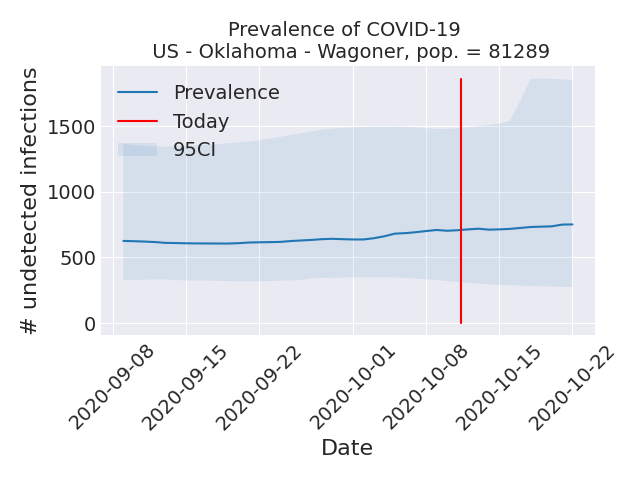 Prevalence of COVID-19
US - Oklahoma - Wagoner, pop. = 81289
# undetected infections
1500
1000
500
0
Prevalence
Today
95CI
2020-09-08
2020-09-15
2020-09-22
2020-10-01
2020-10-08
2020-10-15
2020-10-22
Date